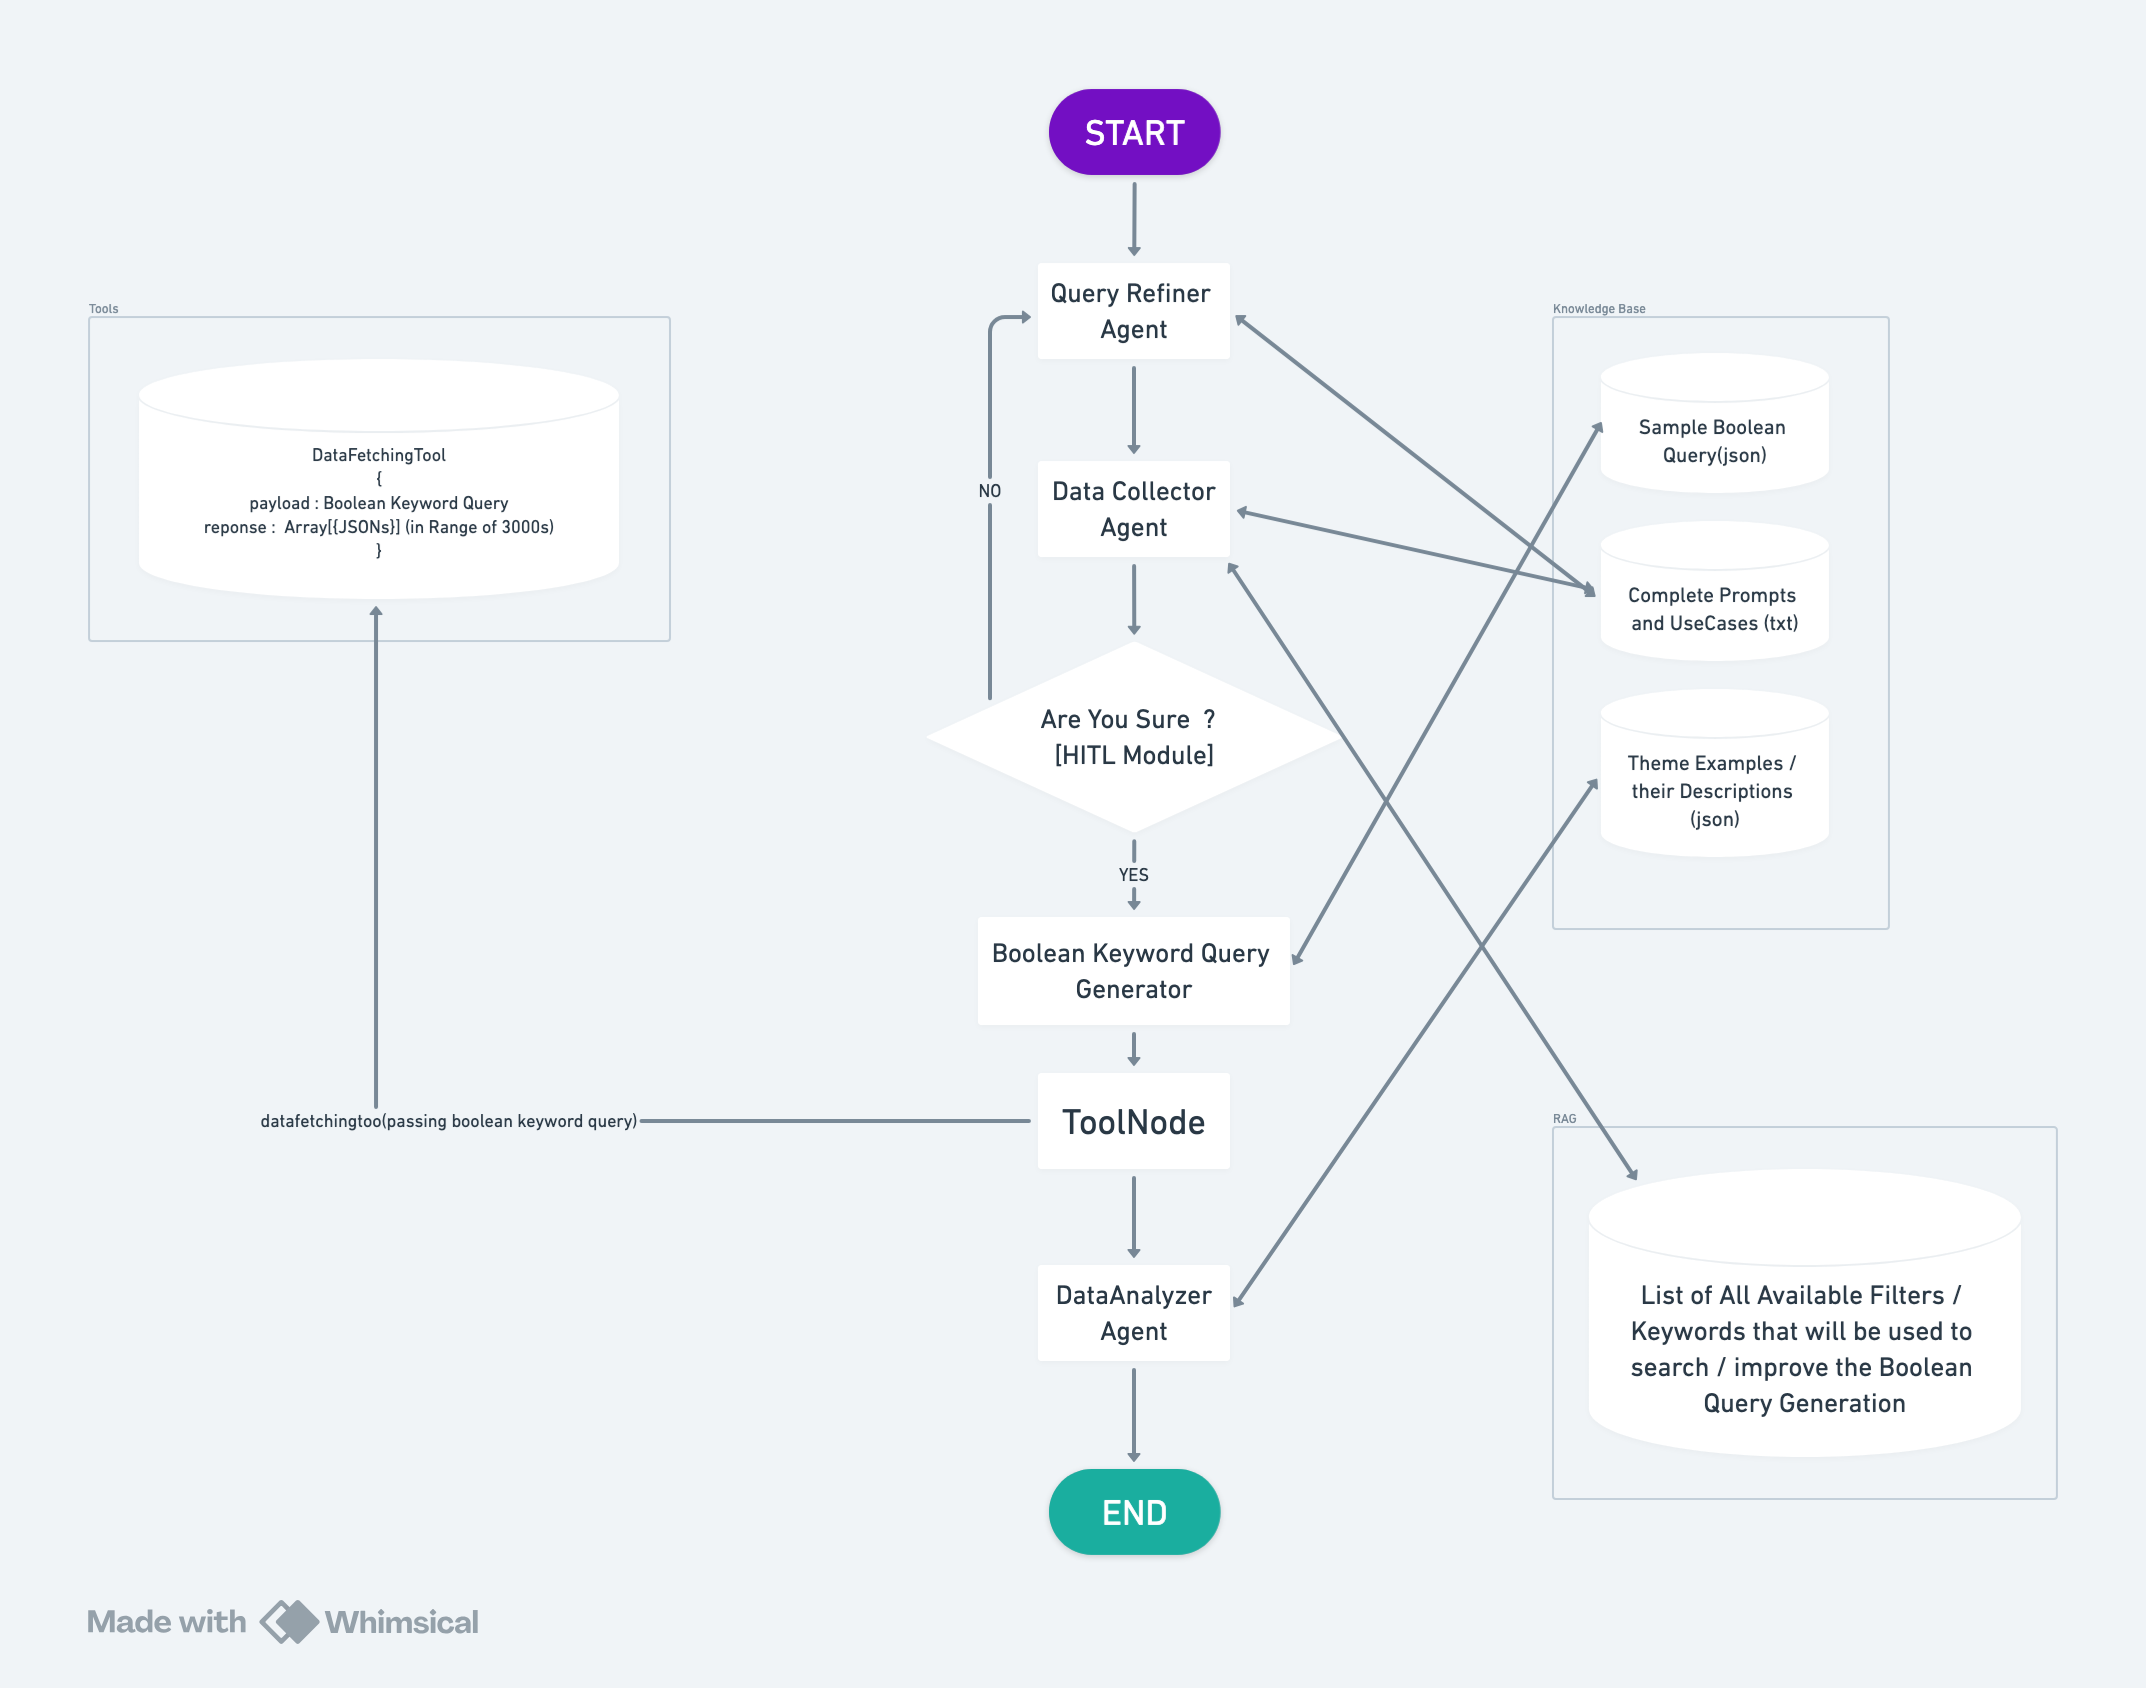 START
Query Refiner
Agent
Tools
DataFetchingTool
{
payload : Boolean Keyword Query
reponse :  Array[{JSONs}] (in Range of 3000s)
}
NO
Data Collector
Agent
Knowledge Base
Sample Boolean
Query(json)
Complete Prompts
and UseCases (txt)
Theme Examples /
their Descriptions
(json)
Are You Sure  ?
[HITL Module]
YES
Boolean Keyword Query
Generator
datafetchingtoo(passing boolean keyword query)
ToolNode
RAG
List of All Available Filters /
Keywords that will be used to
search / improve the Boolean
Query Generation
DataAnalyzer
Agent
END
Made with Whimsical